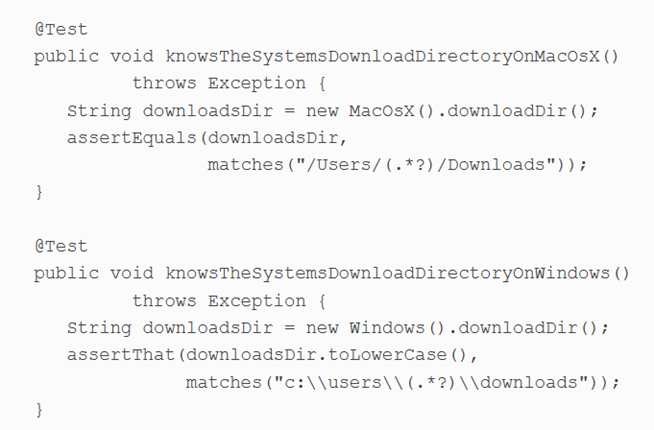 @Test
public void knowsTheSystemsDownloadDirectoryOnMacOsX()
throws Exception {
String downloadsDir = new MacOsX().downloadDir();
assertEquals(downloadsDir,
matches("/Users/(.*?)/Downloads"));
}
@Test
public void knowsTheSystemsDownloadDirectoryOnWindows()
throws Exception {
String downloadsDir = new Windows().downloadDir();
assertThat(downloadsDir.toLowerCase(),
matches("c:\\users\\(.*?)\\downloads"));
}